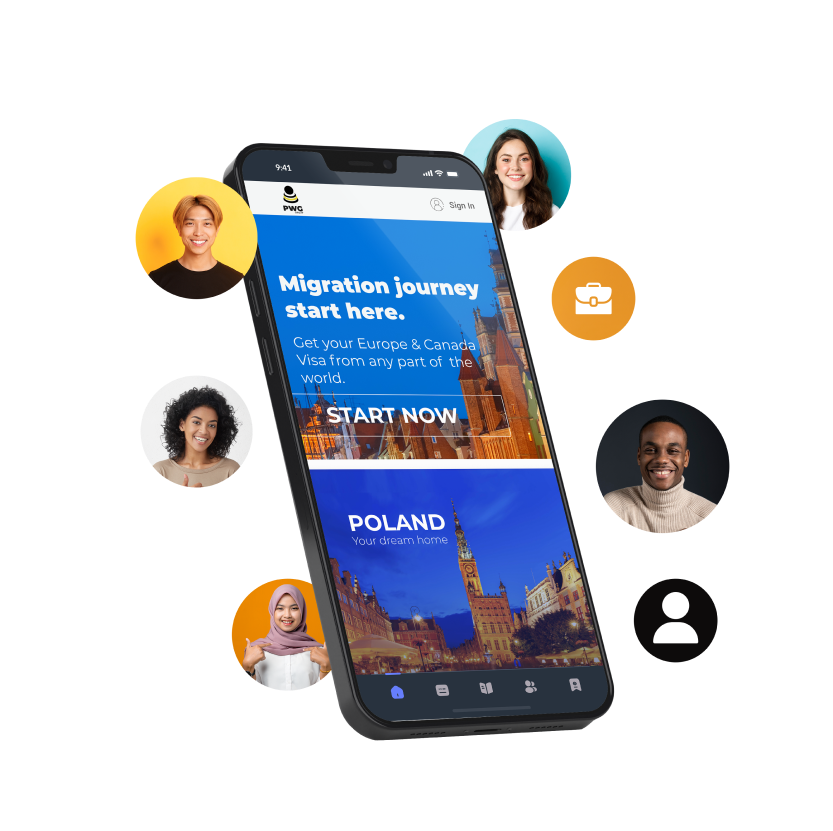 9:41
PWG
Sign In
Migration journey
start here.
Get your Europe & Canada
Visa from any part of the
world.
START NOW
POLAND
Your dream home